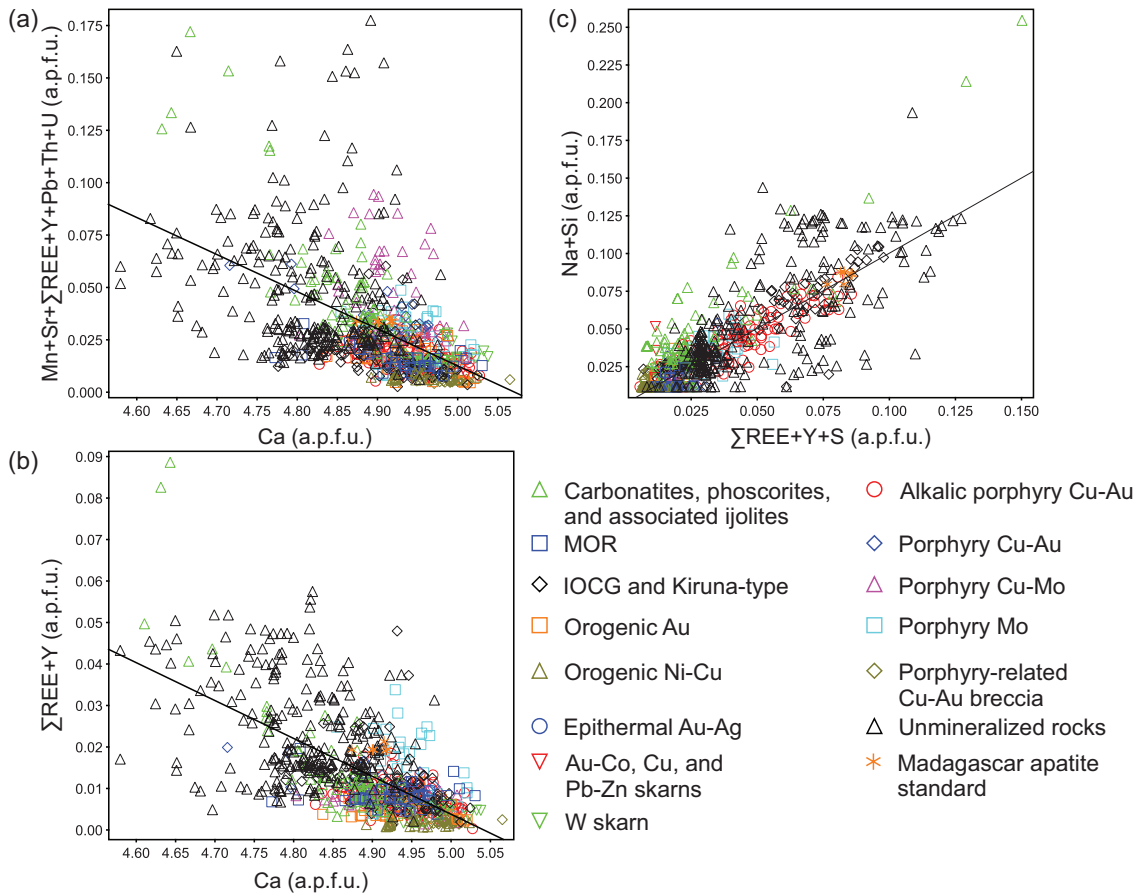 (a)
0.175
0.150
0.125
0.100
0.075
0.050
0.025
0.000
Mn+Sr+∑REE+Y+Pb+Th+U (a.p.f.u.)
4.60 4.65 4.70 4.75 4.80 4.85 4.90 4.95 5.00 5.05
Ca (a.p.f.u.)
(c)
0.250
0.225
0.200
0.175
0.150
0.125
0.100
0.075
0.050
0.025
Na+Si (a.p.f.u.)
0.025 0.050 0.075 0.100 0.125 0.150
∑REE+Y+S (a.p.f.u.)
(b)
0.09
0.08
0.07
0.06
0.05
0.04
0.03
0.02
0.01
0.00
∑REE+Y (a.p.f.u.)
4.60 4.65 4.70 4.75 4.80 4.85 4.90 4.95 5.00 5.05
Ca (a.p.f.u.)
Carbonatites, phoscorites,
and associated ijolites
MOR
IOCG and Kiruna-type
Orogenic Au
Orogenic Ni-Cu
Epithermal Au-Ag
Au-Co, Cu, and
Pb-Zn skarns
W skarn
Alkalic porphyry Cu-Au
Porphyry Cu-Au
Porphyry Cu-Mo
Porphyry Mo
Porphyry-related
Cu-Au breccia
Unmineralized rocks
Madagascar apatite
standard